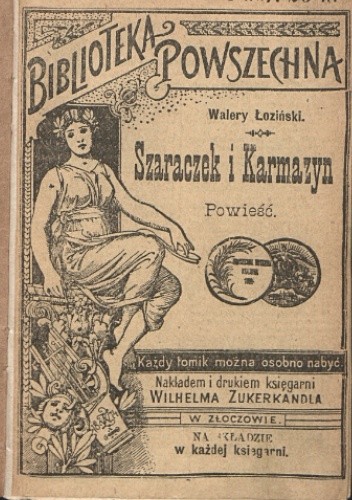 BIBLIOTEKA
POWSZECHNA
Walery Łoziński.
Szaraczek i Karmazyn
Powieść.
Każdy tomik można osobno nabyć.
Nakładem i drukiem księgarni
WILHELMA ZUKERKANDLA
W ZŁOCZOWIE.
NA SKŁADZIE
w każdej księgarni.